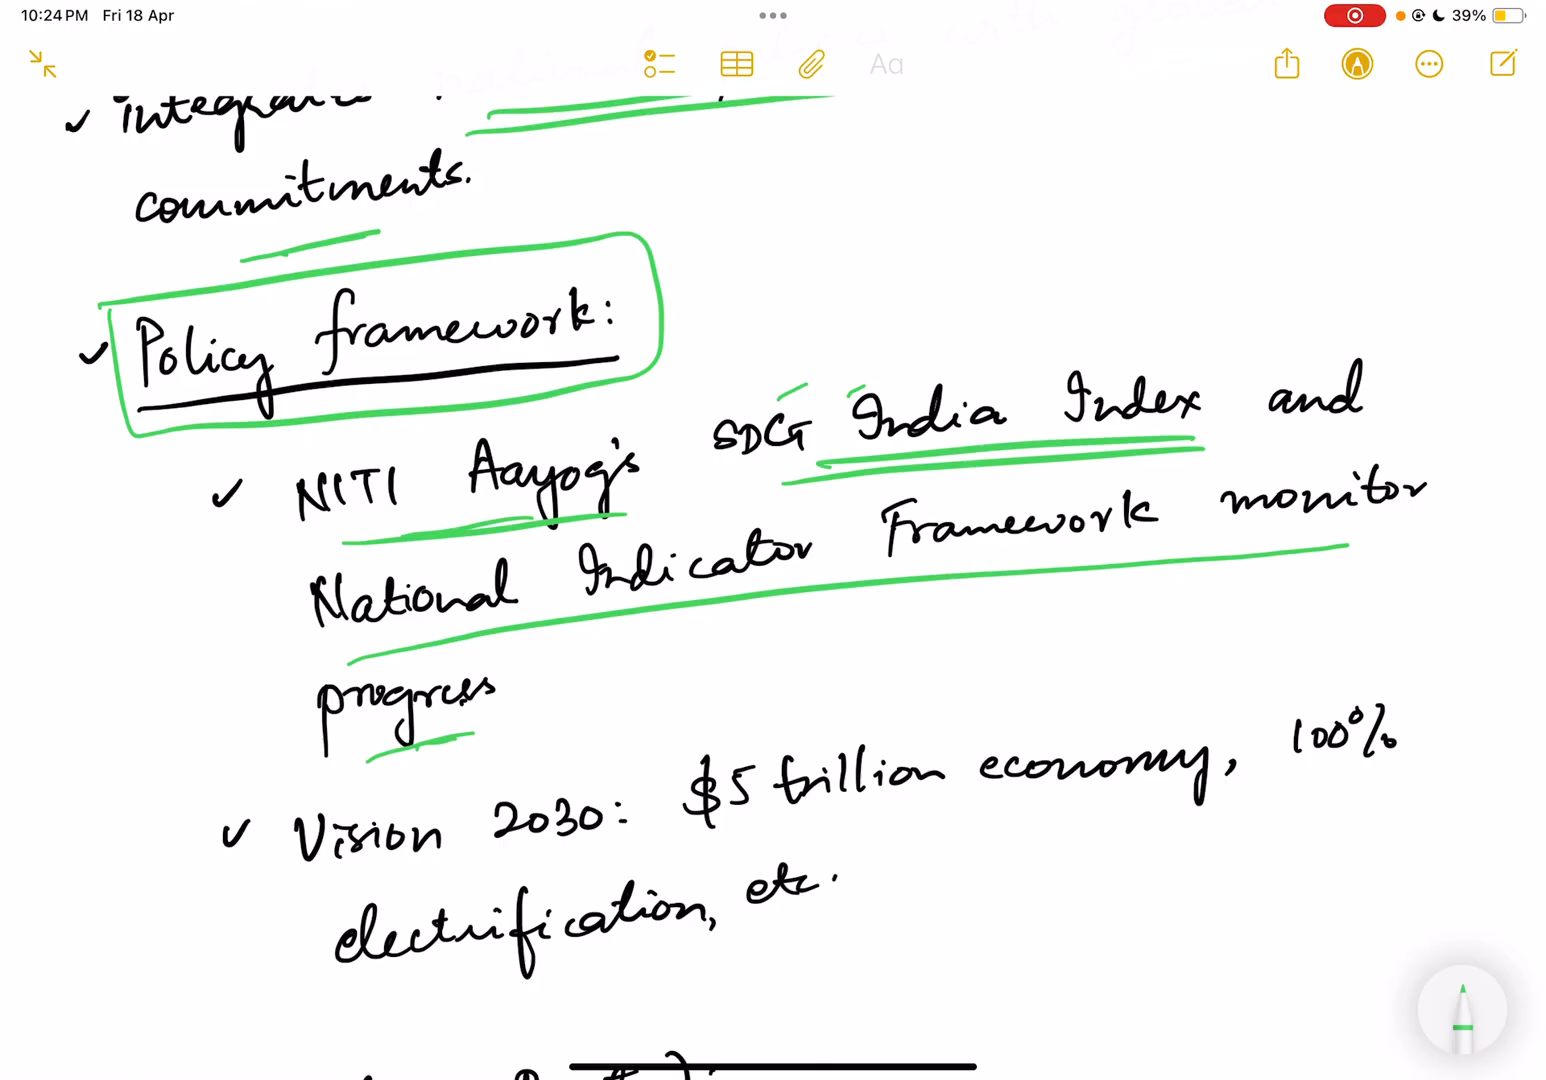 10:24 PM Fri 18 Apr
39%
Aa
integrate
commitments.
Policy framework:
NITI Aayog's SDG India Index and
National Indicator Framework monitor
progress
Vision 2030: $5 trillion economy, 100%
electrification, etc.